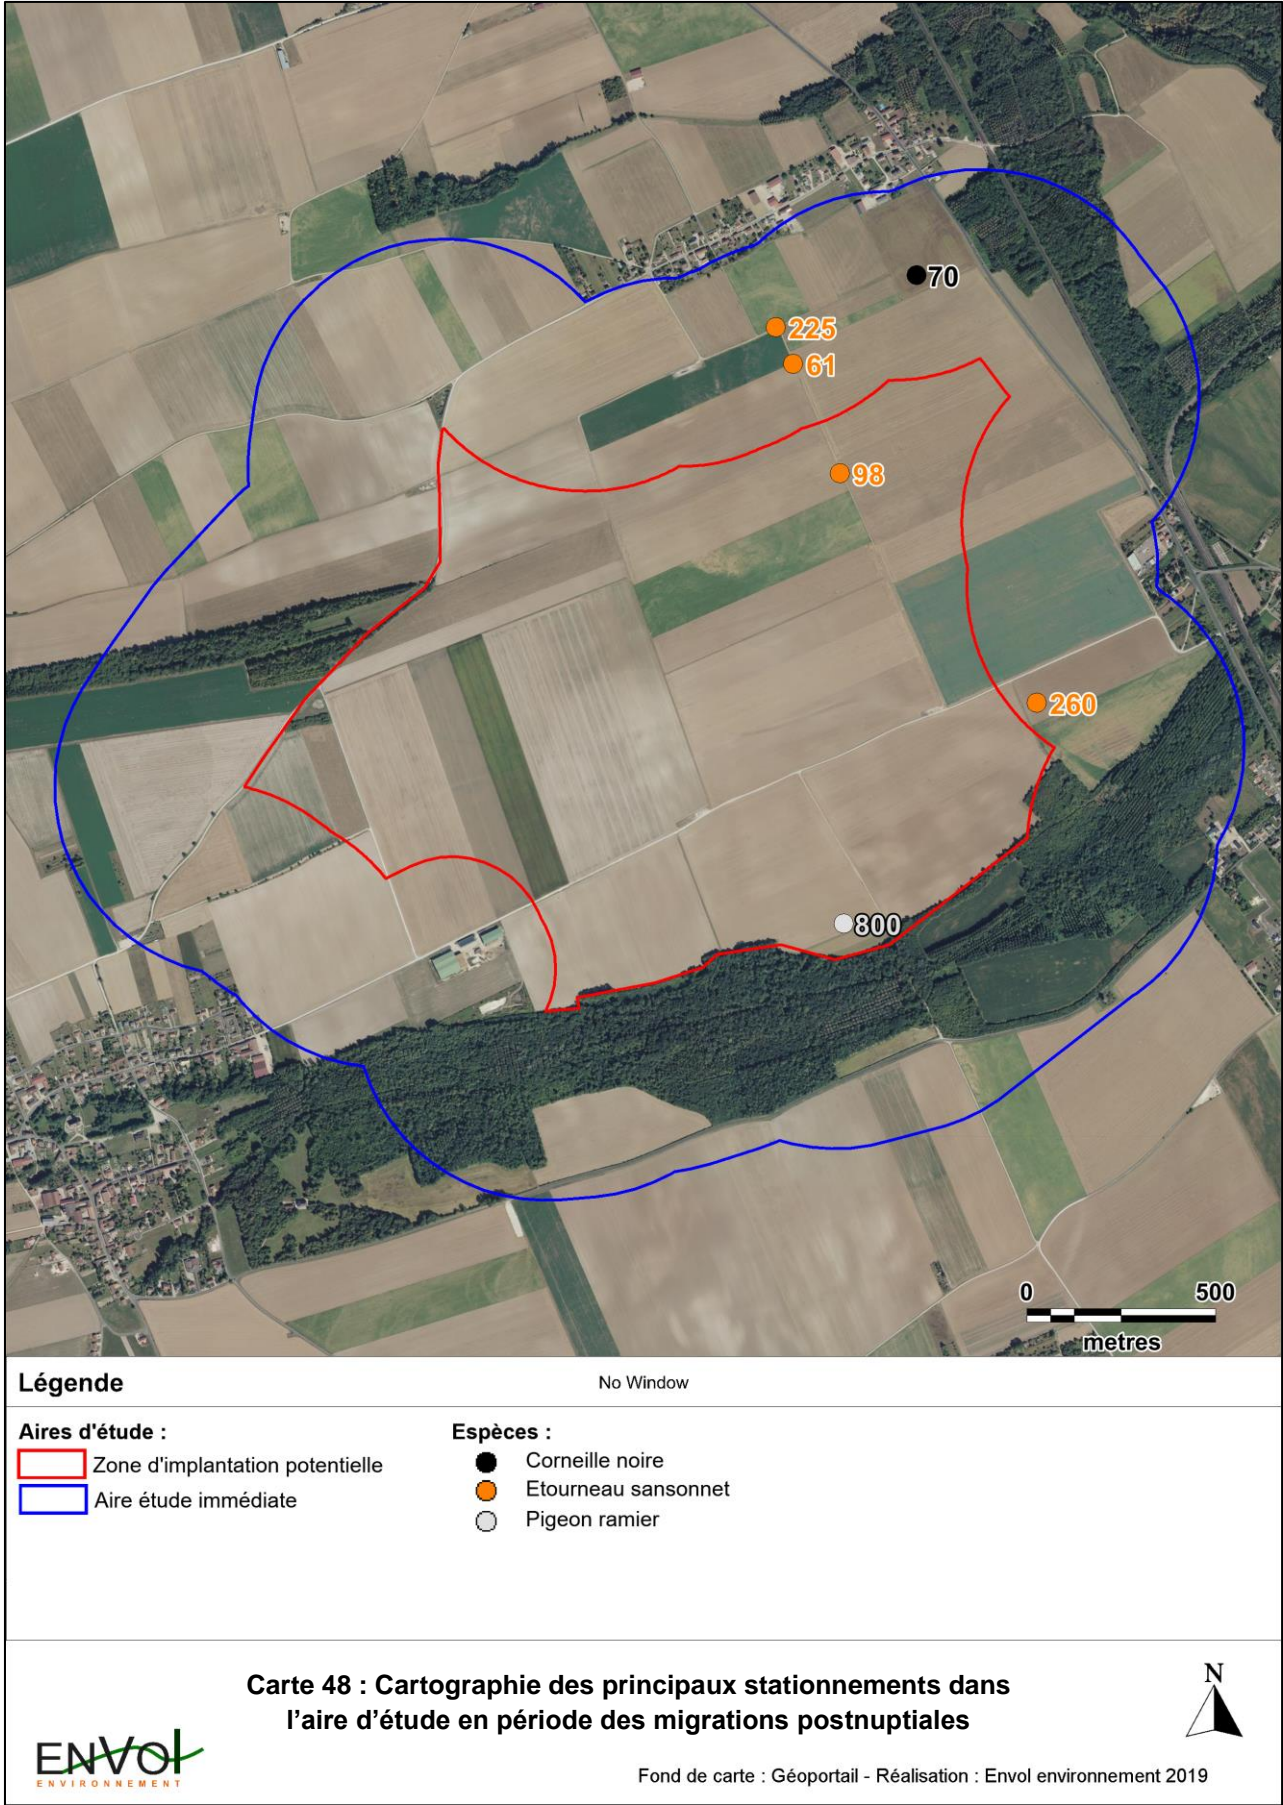 70
225
61
98
260
800
0 500
metres
Légende
No Window
Aires d'étude :
Zone d'implantation potentielle
Aire étude immédiate
Espèces :
Corneille noire
Etourneau sansonnet
Pigeon ramier
Carte 48 : Cartographie des principaux stationnements dans
l'aire d'étude en période des migrations postnuptiales
N
EnVol
ENVIRONNEMENT
Fond de carte : Géoportail - Réalisation : Envol environnement 2019